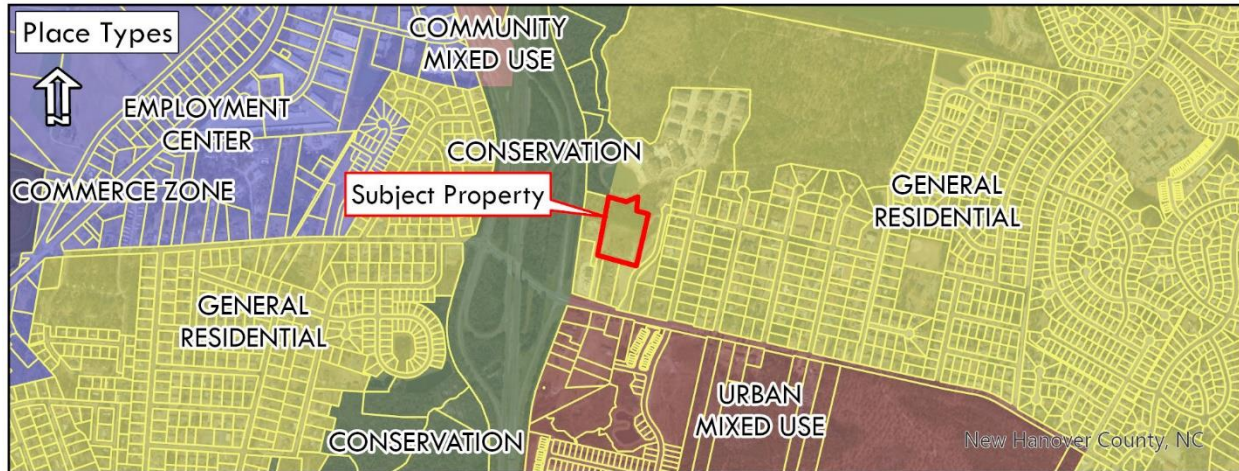 Place Types
N
COMMUNITY
MIXED USE
EMPLOYMENT
CENTER
CONSERVATION
COMMERCE ZONE
Subject Property
GENERAL
RESIDENTIAL
GENERAL
RESIDENTIAL
URBAN
MIXED USE
CONSERVATION
New Hanover County, NC